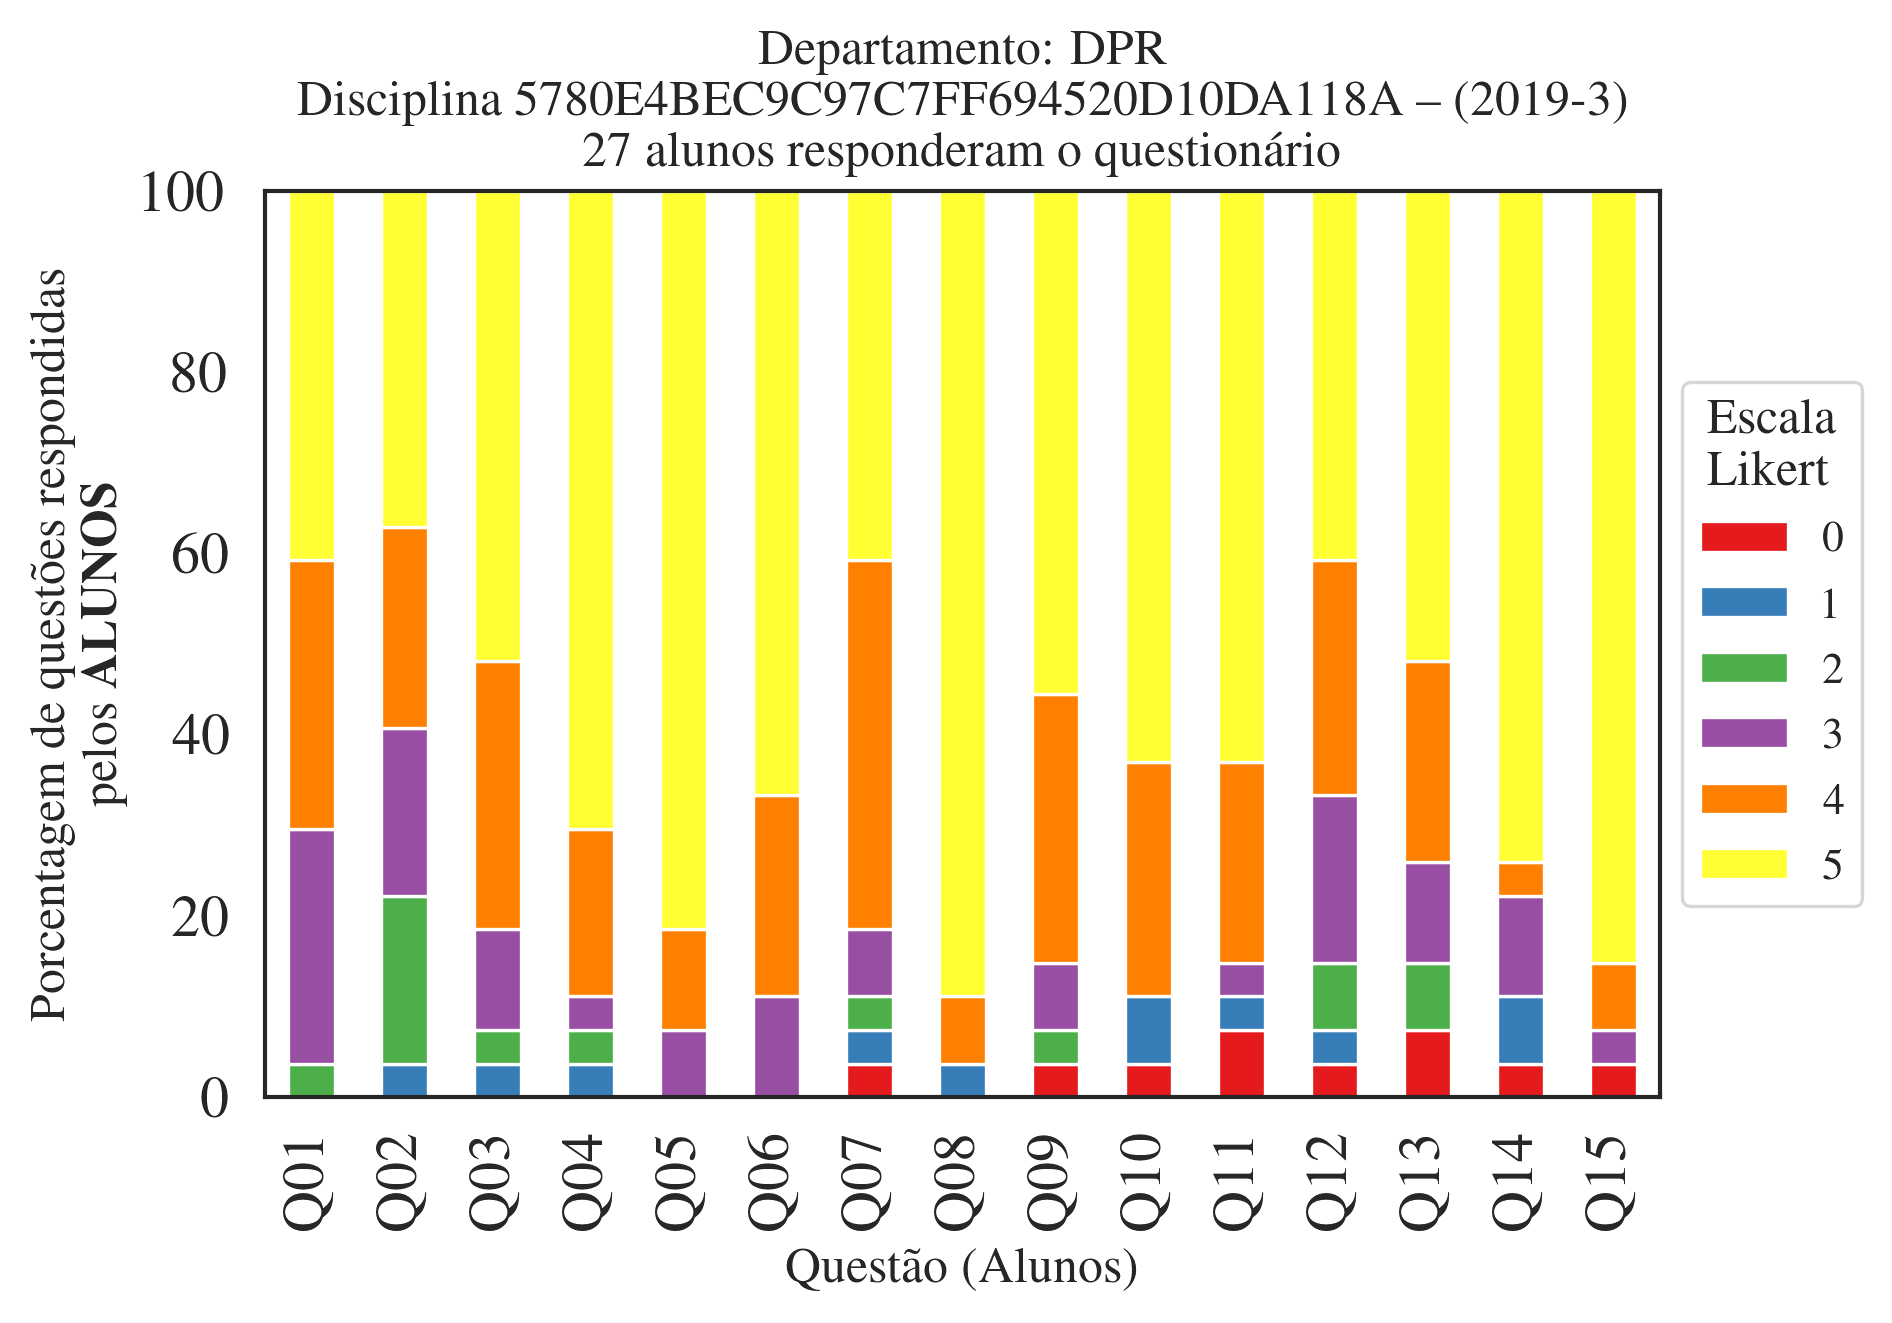 Departamento: DPR
Disciplina 5780E4BEC9C97C7FF694520D10DA118A – (2019-3)
27 alunos responderam o questionário
Porcentagem de questões respondidas
pelos ALUNOS
100
80
60
40
20
0
Q01
Q02
Q03
Q04
Q05
Q06
Q07
Q08
Q09
Q10
Q11
Q12
Q13
Q14
Q15
Questão (Alunos)
Escala
Likert
0
1
2
3
4
5